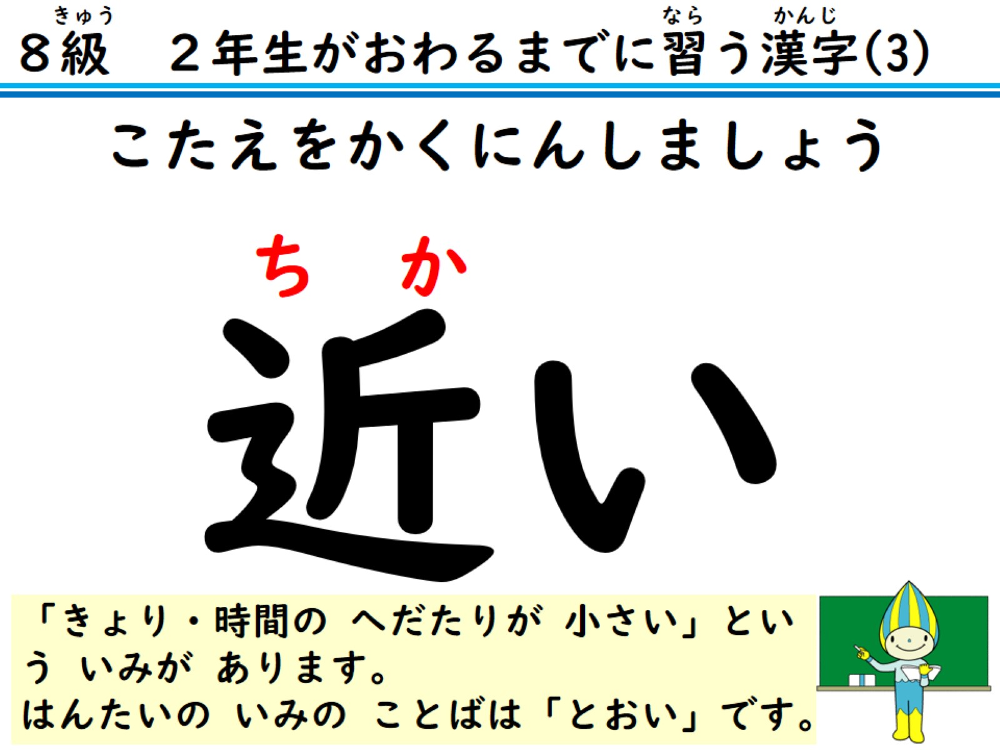 きゅう なら かんじ
８級　２年生がおわるまでに習う漢字(3)
こたえをかくにんしましょう
ちか
近い
「きょり・時間の へだたりが 小さい」とい
う いみが あります。
はんたいの いみの ことばは「とおい」です。